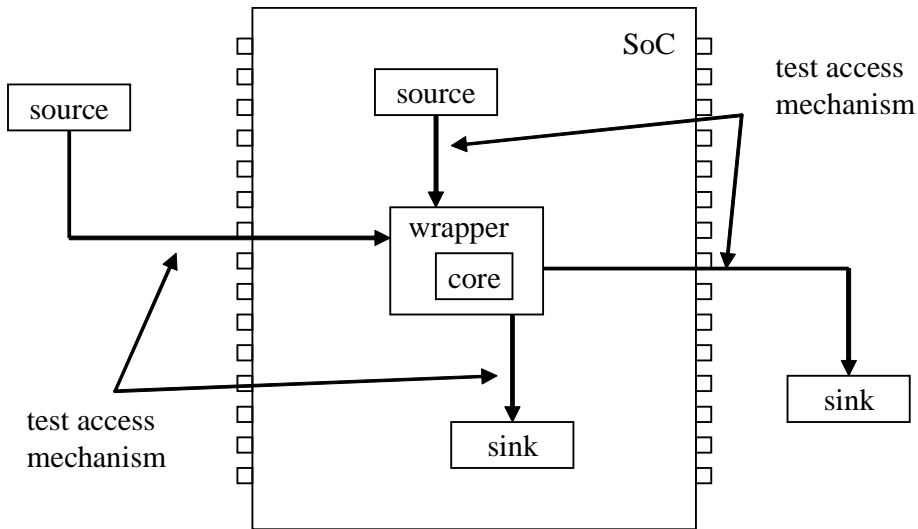 SoC
test access
mechanism
source
source
wrapper
core
sink
sink
test access
mechanism